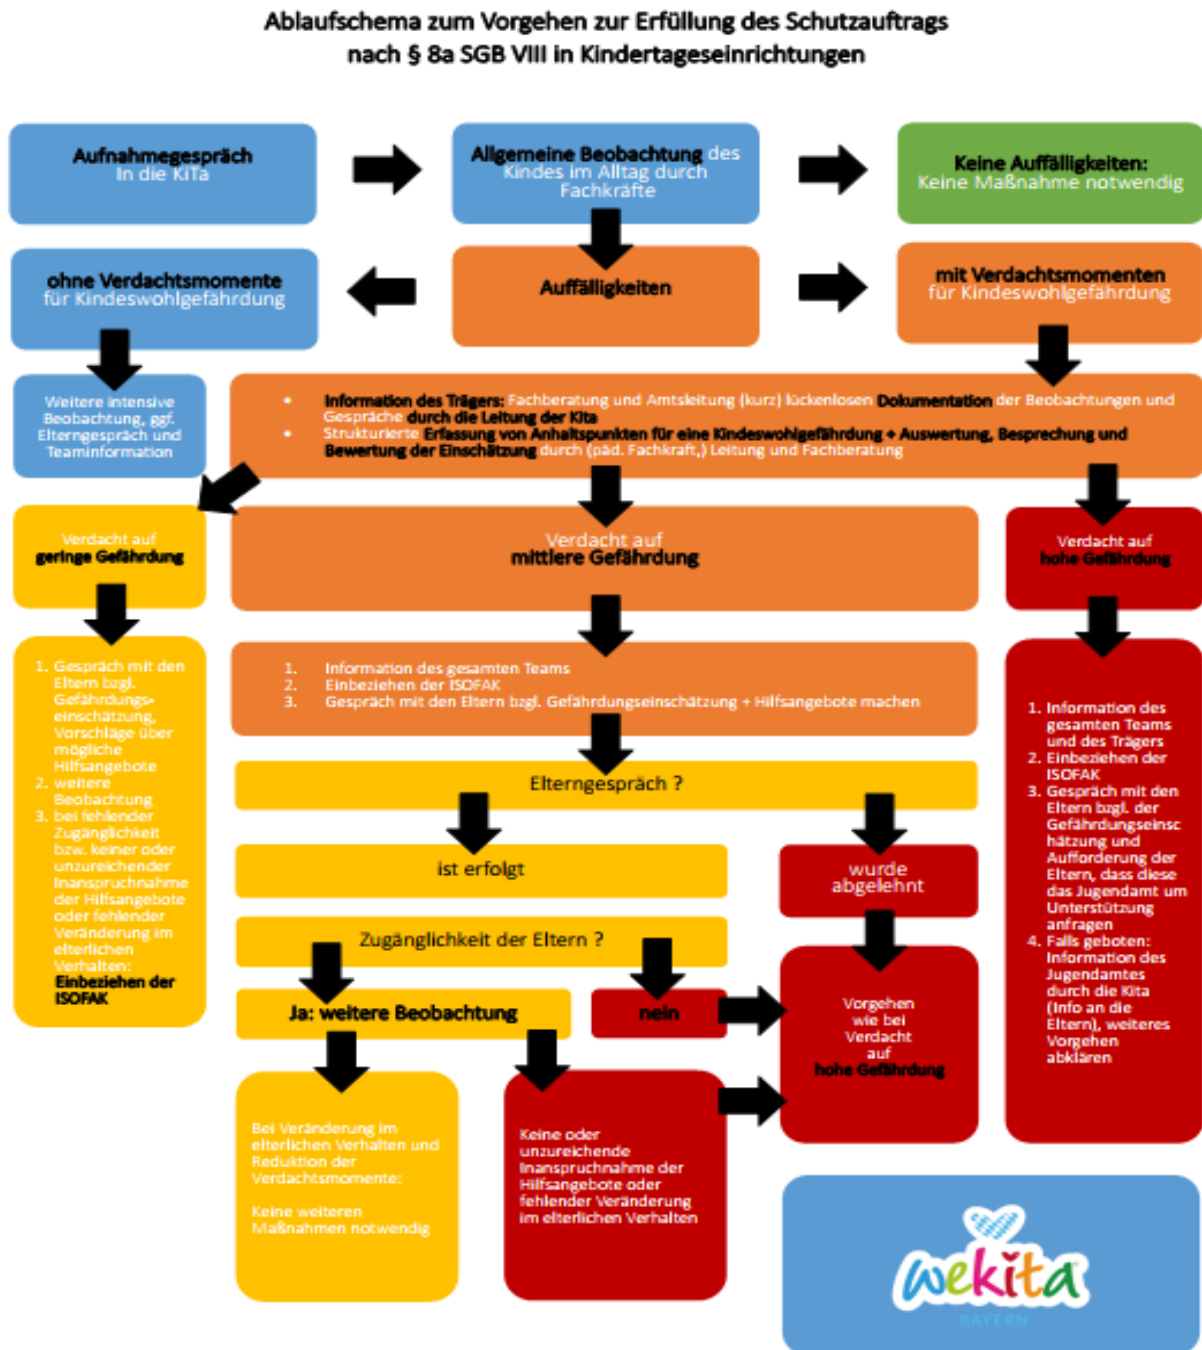 Ablaufschema zum Vorgehen zur Erfüllung des Schutzauftrags
nach § 8a SGB VIII in Kindertageseinrichtungen
Aufnahmegespräch
In die KiTa
Allgemeine Beobachtung des
Kindes im Alltag durch
Fachkräfte
Keine Auffälligkeiten:
Keine Maßnahme notwendig
ohne Verdachtsmomente
für Kindeswohlgefährdung
Auffälligkeiten
mit Verdachtsmomenten
für Kindeswohlgefährdung
Weitere intensive
Beobachtung, ggf.
Elterngespräch und
Teaminformation
• Information des Trägers: Fachberatung und Amtsleitung (kurz) lückenlosen Dokumentation der Beobachtungen und
Gespräche durch die Leitung der Kita
• Strukturierte Erfassung von Anhaltspunkten für eine Kindeswohlgefährdung + Auswertung, Besprechung und
Bewertung der Einschätzung durch (päd. Fachkraft,) Leitung und Fachberatung
Verdacht auf
geringe Gefährdung
Verdacht auf
mittlere Gefährdung
Verdacht auf
hohe Gefährdung
1. Gespräch mit den
Eltern bzgl.
Gefährdungs-
einschätzung,
Vorschläge über
mögliche
Hilfsangebote
2. weitere
Beobachtung
3. bei fehlender
Zugänglichkeit
bzw. keiner oder
unzureichender
Inanspruchnahme
der Hilfsangebote
oder fehlender
Veränderung im
elterlichen
Verhalten:
Einbeziehen der
ISOFAK
1. Information des gesamten Teams
2. Einbeziehen der ISOFAK
3. Gespräch mit den Eltern bzgl. Gefährdungseinschätzung + Hilfsangebote machen
Elterngespräch ?
ist erfolgt
wurde
abgelehnt
Zugänglichkeit der Eltern ?
Ja: weitere Beobachtung
nein
Vorgehen
wie bei
Verdacht
auf
hohe Gefährdung
Bei Veränderung im
elterlichen Verhalten und
Reduktion der
Verdachtsmomente:
Keine weiteren
Maßnahmen notwendig
Keine oder
unzureichende
Inanspruchnahme der
Hilfsangebote oder
fehlender Veränderung
im elterlichen Verhalten
1. Information des
gesamten Teams
und des Trägers
2. Einbeziehen der
ISOFAK
3. Gespräch mit den
Eltern bzgl. der
Gefährdungseinsc
hätzung und
Aufforderung der
Eltern, dass diese
das Jugendamt um
Unterstützung
anfragen
4. Falls geboten:
Information des
Jugendamtes
durch die Kita
(Info an die
Eltern), weiteres
Vorgehen
abklären
wekita
BAYERN